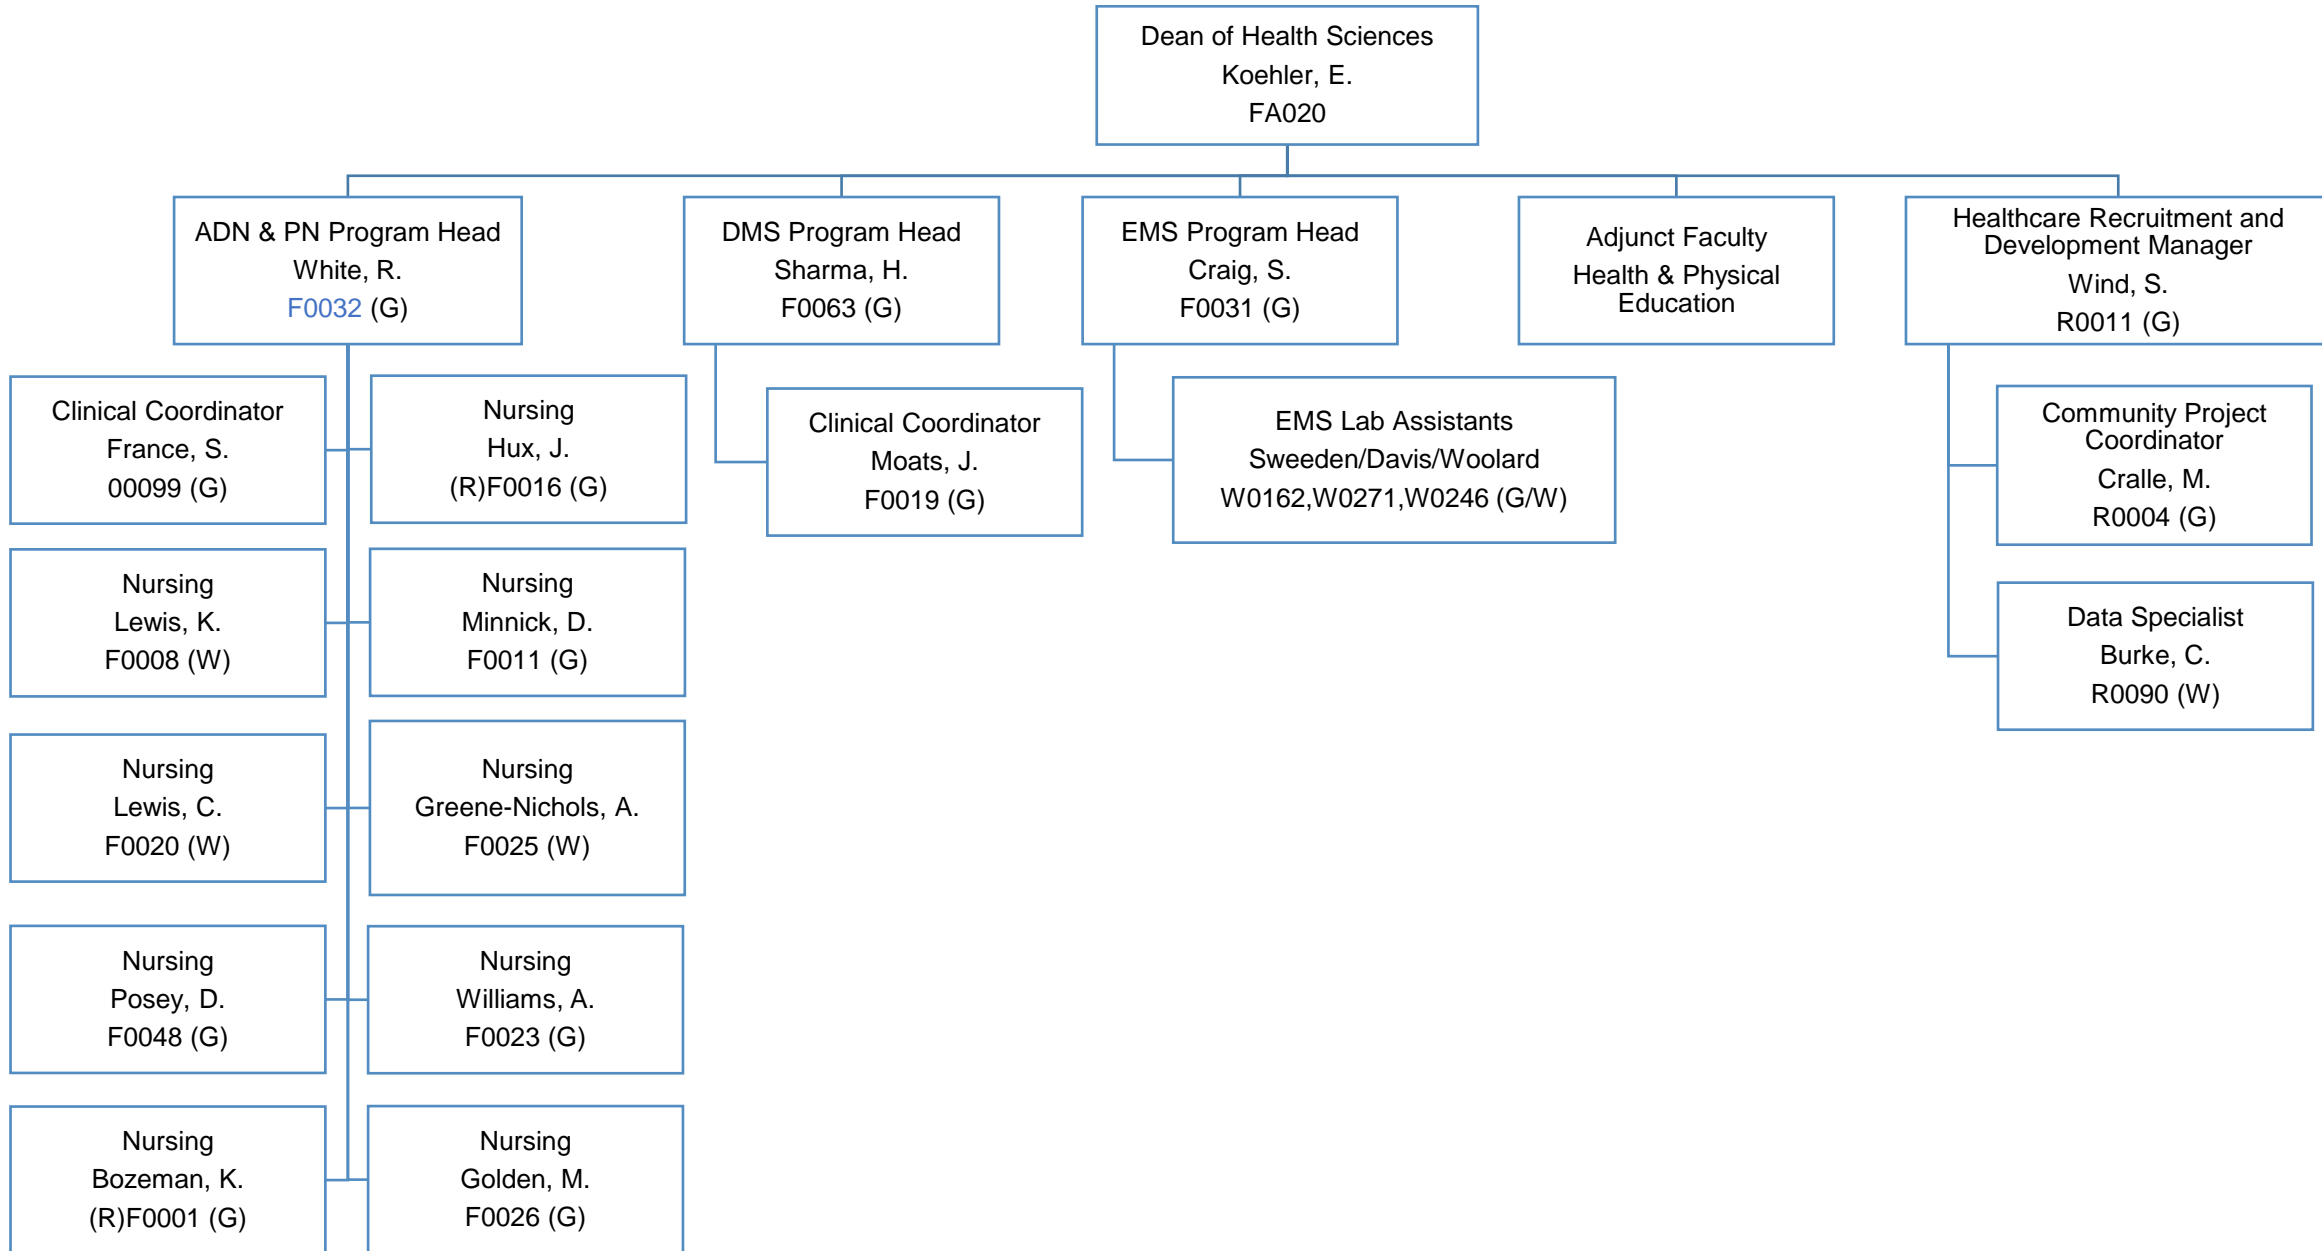 Dean of Health Sciences
Koehler, E.
FA020
ADN & PN Program Head
White, R.
F0032 (G)
DMS Program Head
Sharma, H.
F0063 (G)
EMS Program Head
Craig, S.
F0031 (G)
Adjunct Faculty
Health & Physical
Education
Healthcare Recruitment and
Development Manager
Wind, S.
R0011 (G)
Clinical Coordinator
France, S.
00099 (G)
Nursing
Hux, J.
(R)F0016 (G)
Clinical Coordinator
Moats, J.
F0019 (G)
EMS Lab Assistants
Sweeden/Davis/Woolard
W0162,W0271,W0246 (G/W)
Community Project
Coordinator
Cralle, M.
R0004 (G)
Nursing
Lewis, K.
F0008 (W)
Nursing
Minnick, D.
F0011 (G)
Data Specialist
Burke, C.
R0090 (W)
Nursing
Lewis, C.
F0020 (W)
Nursing
Greene-Nichols, A.
F0025 (W)
Nursing
Posey, D.
F0048 (G)
Nursing
Williams, A.
F0023 (G)
Nursing
Bozeman, K.
(R)F0001 (G)
Nursing
Golden, M.
F0026 (G)